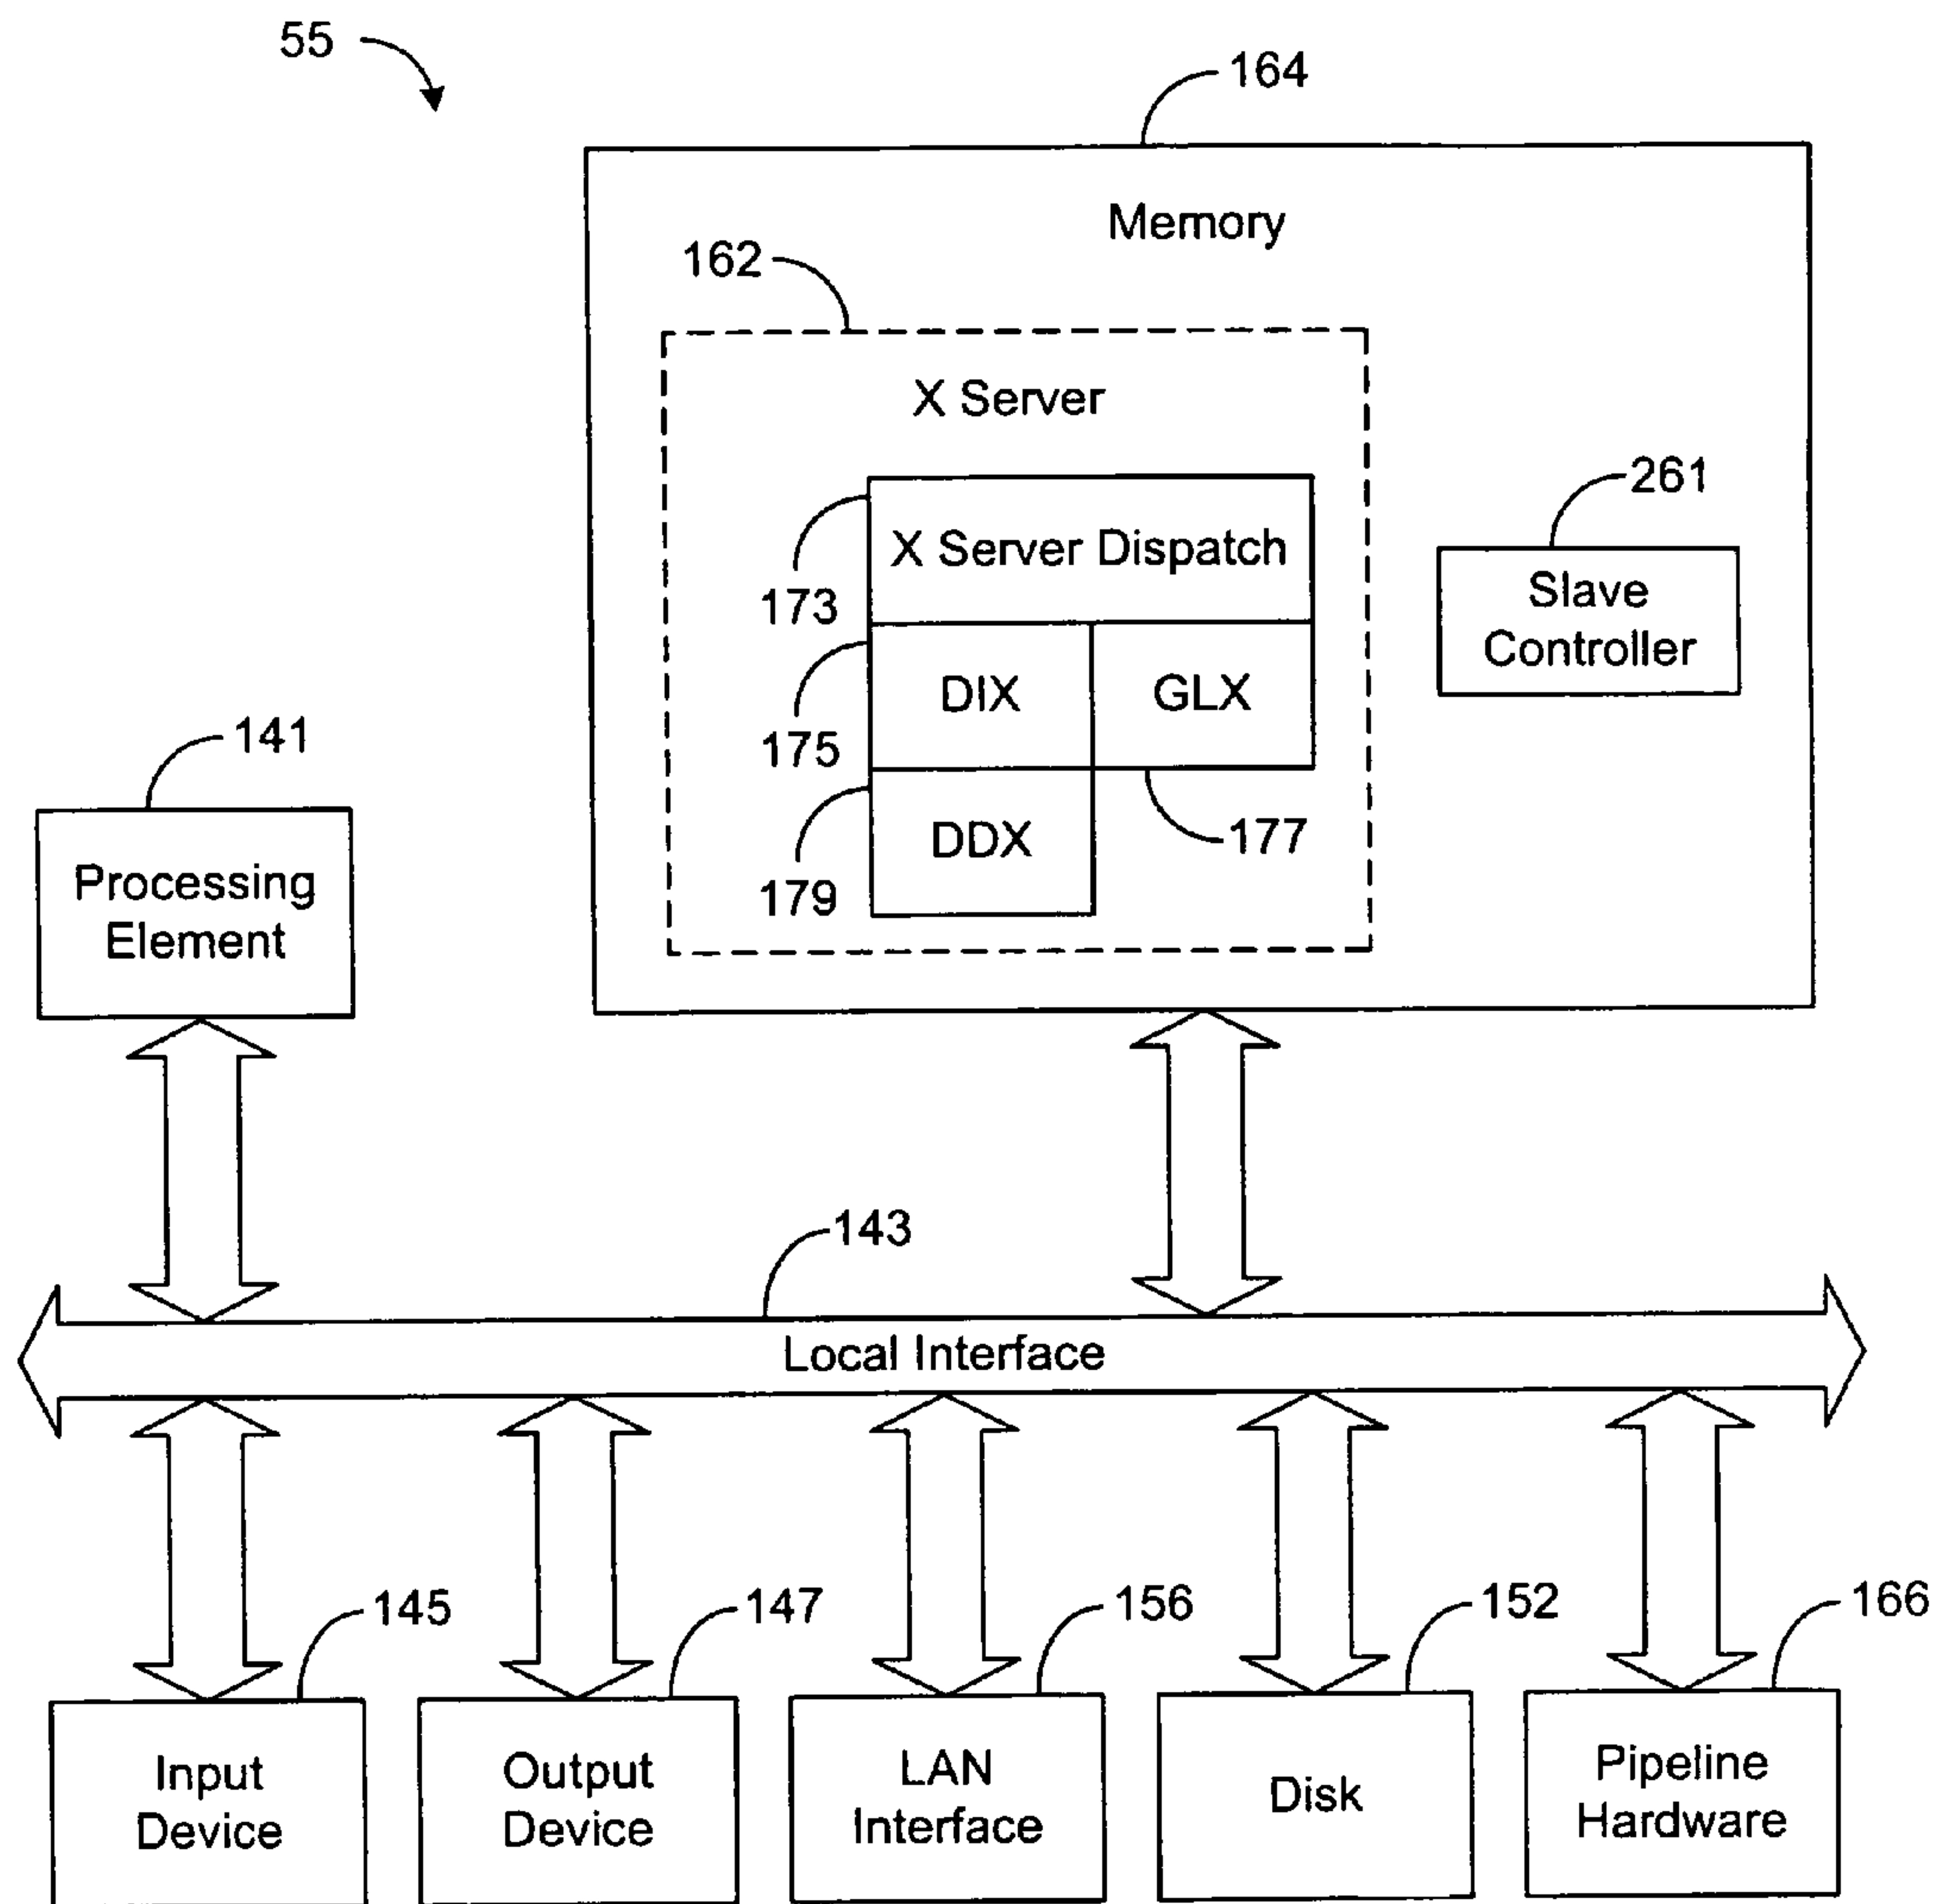 55
164
Memory
162
X Server
261
X Server Dispatch
173
Slave
Controller
DIX
GLX
175
141
177
DDX
179
Processing
Element
143
Local Interface
145
147
156
152
166
Input
Device
Output
Device
LAN
Interface
Disk
Pipeline
Hardware